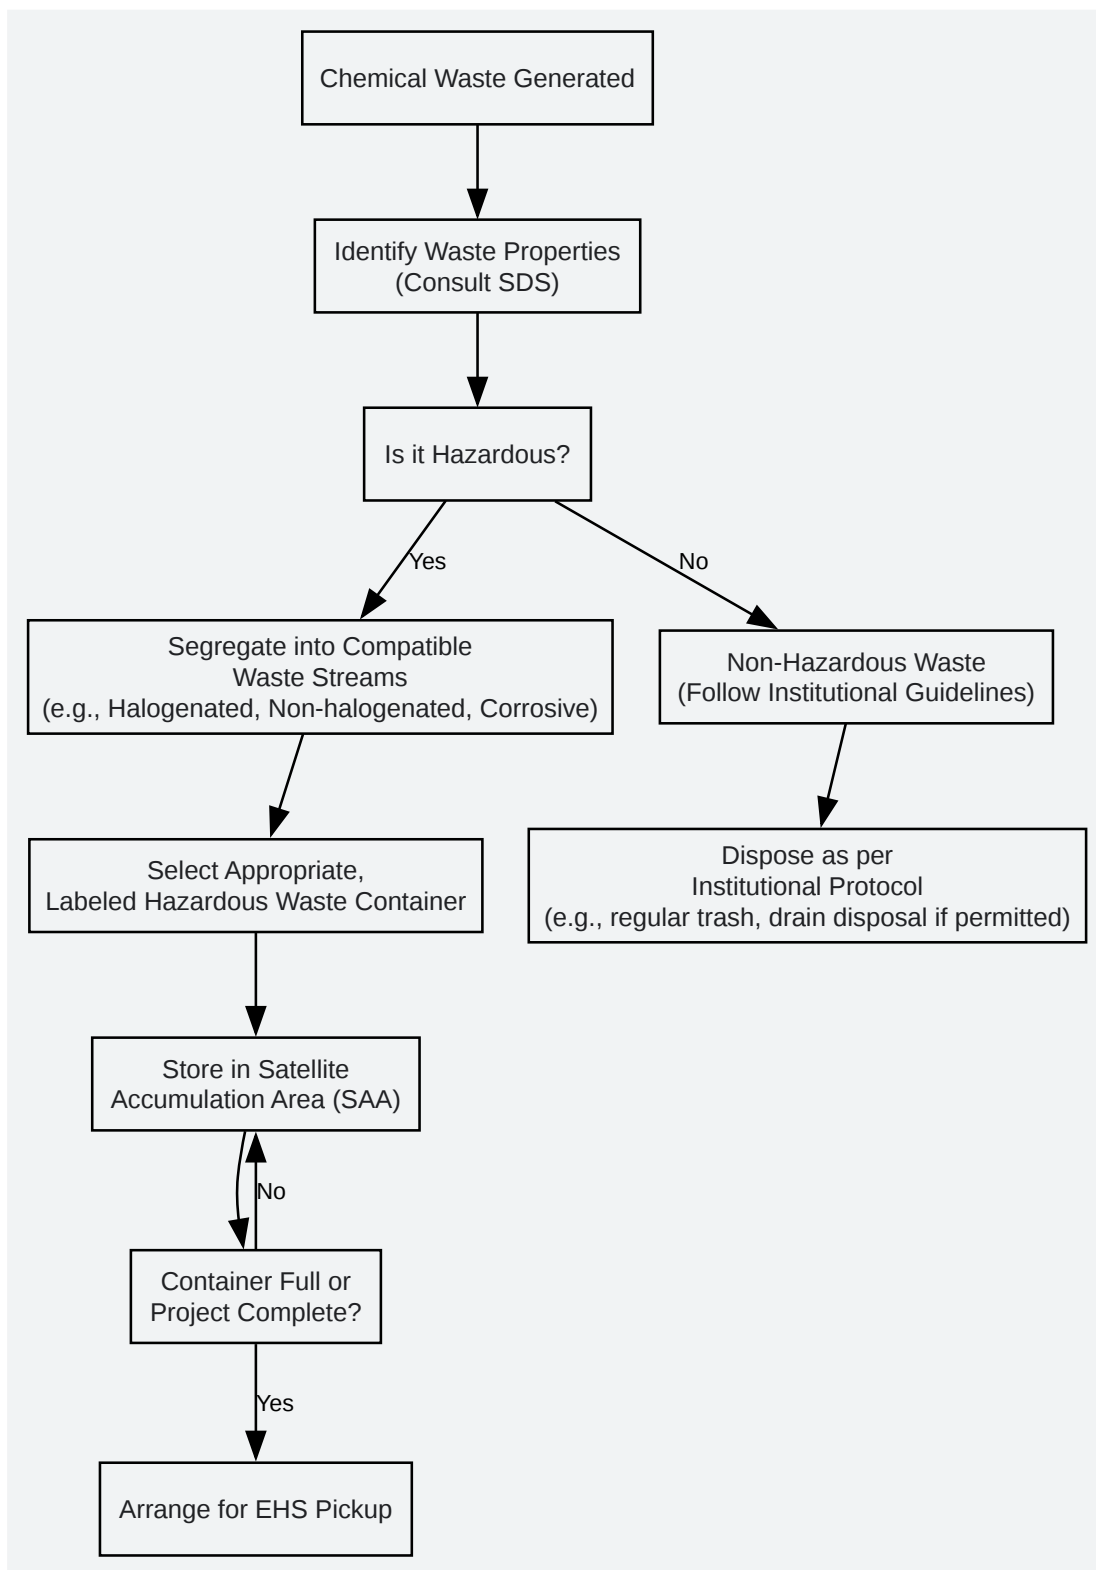 Chemical Waste Generated
Identify Waste Properties
(Consult SDS)
Is it Hazardous?
Yes
No
Segregate into Compatible
Waste Streams
(e.g., Halogenated, Non-halogenated, Corrosive)
Non-Hazardous Waste
(Follow Institutional Guidelines)
Select Appropriate,
Labeled Hazardous Waste Container
Dispose as per
Institutional Protocol
(e.g., regular trash, drain disposal if permitted)
Store in Satellite
Accumulation Area (SAA)
No
Container Full or
Project Complete?
Yes
Arrange for EHS Pickup